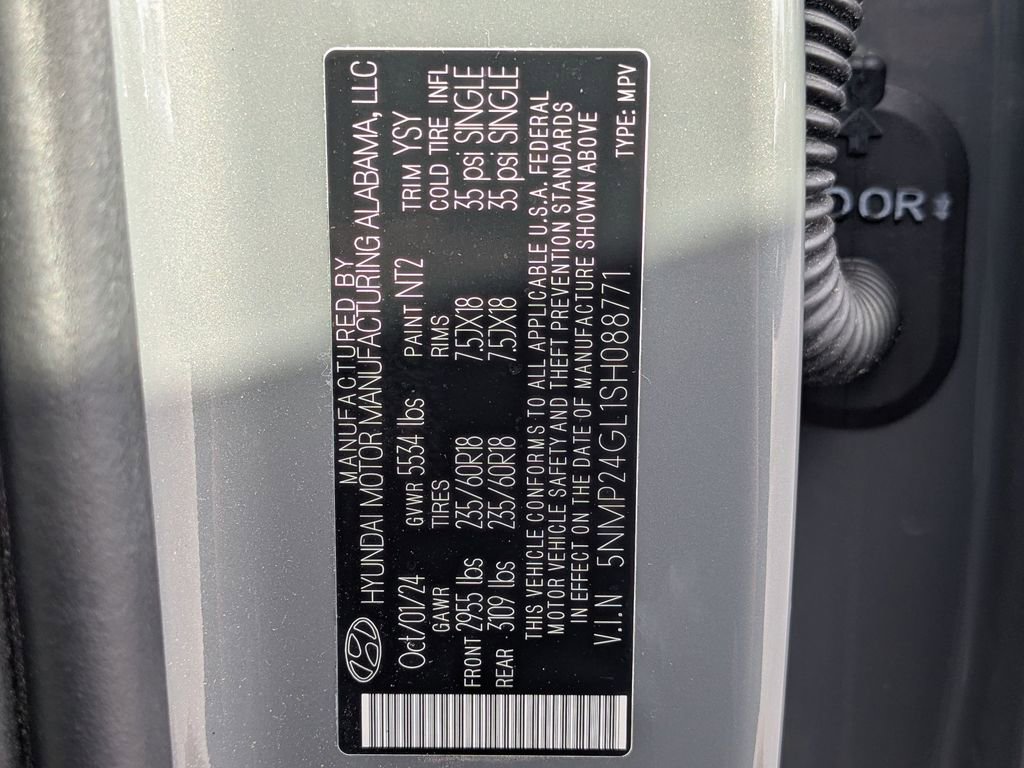 MANUFACTURED BY
HYUNDAI MOTOR MANUFACTURING ALABAMA, LLC
Oct/01/24 GVWR 5534 lbs PAINT NT2 TRIM YSY
GAWR TIRES RIMS COLD TIRE INFL
FRONT 2955 lbs 235/60R18 7.5JX18 35 psi SINGLE
REAR 3109 lbs 235/60R18 7.5JX18 35 psi SINGLE
THIS VEHICLE CONFORMS TO ALL APPLICABLE U.S.A. FEDERAL
MOTOR VEHICLE SAFETY AND THEFT PREVENTION STANDARDS
IN EFFECT ON THE DATE OF MANUFACTURE SHOWN ABOVE
V.I.N 5NMP24GL1SH088771 TYPE: MPV